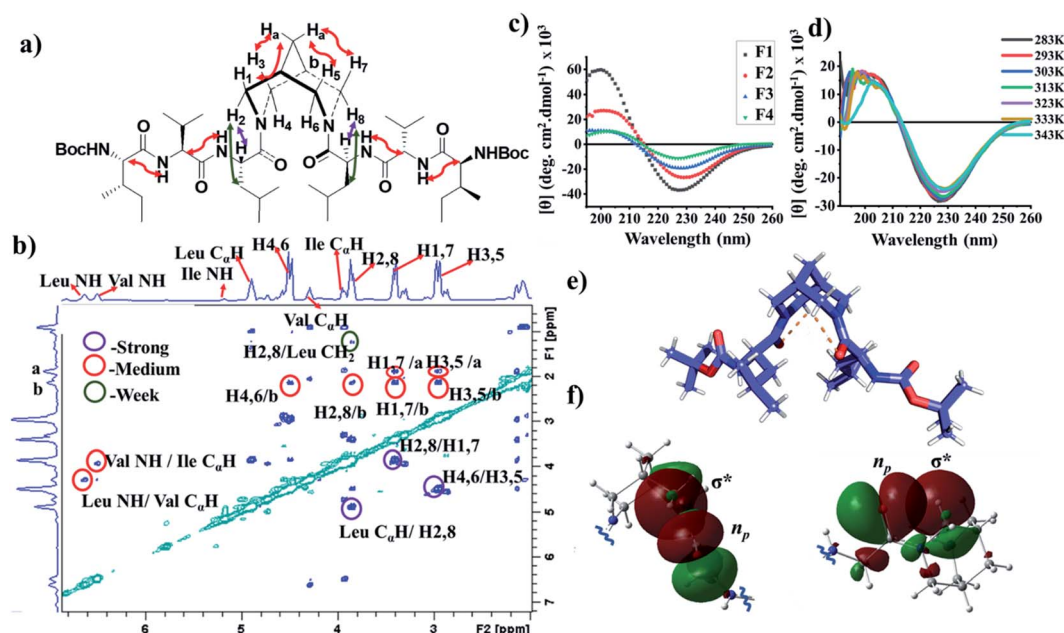 a)
Hₐ Hₐ
H₃ b H₅ H₇
H₁
H₂ H₄ H₆ H₈
N N
H O H O
BocHN N N N N NHBoc
O H O O H O
b)
Leu NH Val NH
Ile NH
Leu CαH
H4,6
Ile CαH
H2,8
H1,7
H3,5
Val CαH
-Strong
-Medium
-Week
a
b
H2,8/Leu CH₂
H1,7 /a
H3,5 /a
H4,6/b
H2,8/b
H1,7/b
H3,5/b
H2,8/H1,7
Val NH / Ile CαH
H4,6/H3,5
Leu NH/ Val CαH
Leu CαH/ H2,8
F1 [ppm]
2
3
4
5
6
7
6 5 4 3 F2 [ppm]
c)
[θ] (deg. cm².dmol⁻¹) x 10³
60
40
20
0
-20
-40
F1
F2
F3
F4
200 210 220 230 240 250 260
Wavelength (nm)
d)
[θ] (deg. cm².dmol⁻¹) x 10³
30
20
10
0
-10
-20
-30
283K
293K
303K
313K
323K
333K
343K
200 210 220 230 240 250 260
Wavelength (nm)
e)
f)
σ*
nₚ
nₚ σ*